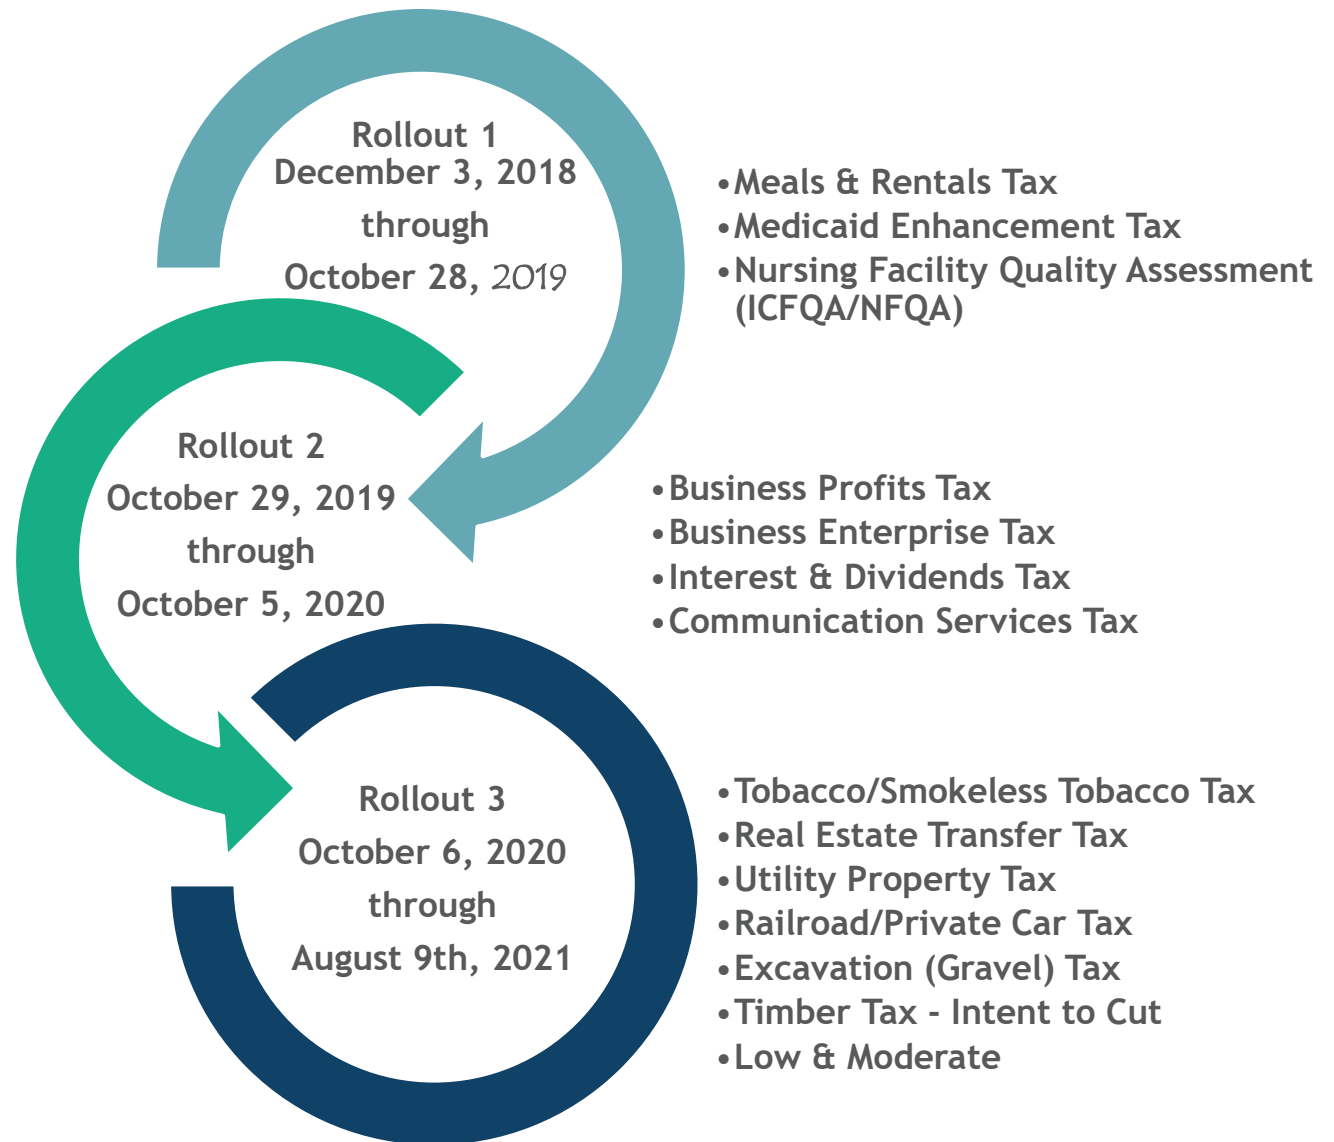 Rollout 1
December 3, 2018
through
October 28, 2019
•Meals & Rentals Tax
•Medicaid Enhancement Tax
•Nursing Facility Quality Assessment
(ICFQA/NFQA)
Rollout 2
October 29, 2019
through
October 5, 2020
•Business Profits Tax
•Business Enterprise Tax
•Interest & Dividends Tax
•Communication Services Tax
Rollout 3
October 6, 2020
through
August 9th, 2021
•Tobacco/Smokeless Tobacco Tax
•Real Estate Transfer Tax
•Utility Property Tax
•Railroad/Private Car Tax
•Excavation (Gravel) Tax
•Timber Tax - Intent to Cut
•Low & Moderate